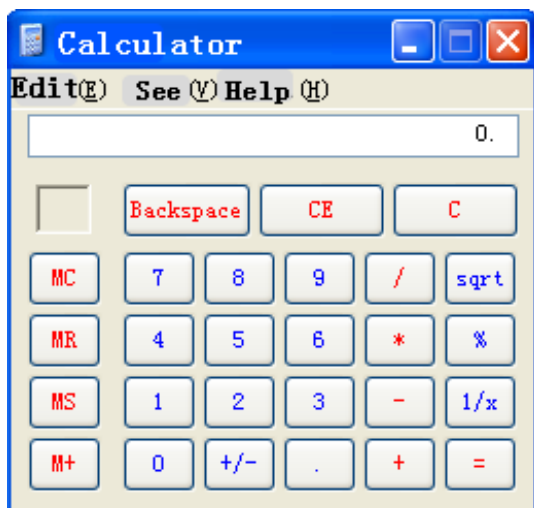 Calculator
Edit(E) See (V) Help (H)
0.
Backspace CE C
MC 7 8 9 / sqrt
MR 4 5 6 * %
MS 1 2 3 - 1/x
M+ 0 +/- . + =